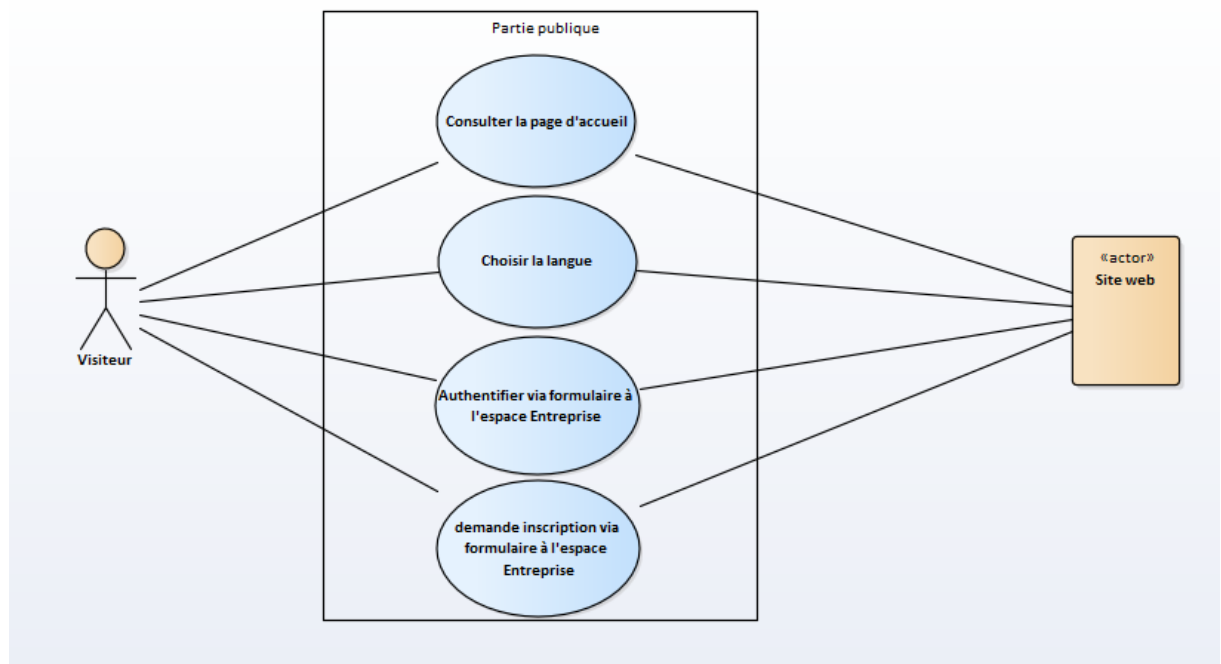 Partie publique
Consulter la page d'accueil
Choisir la langue
«actor»
Site web
Visiteur
Authentifier via formulaire à
l'espace Entreprise
demande inscription via
formulaire à l'espace
Entreprise